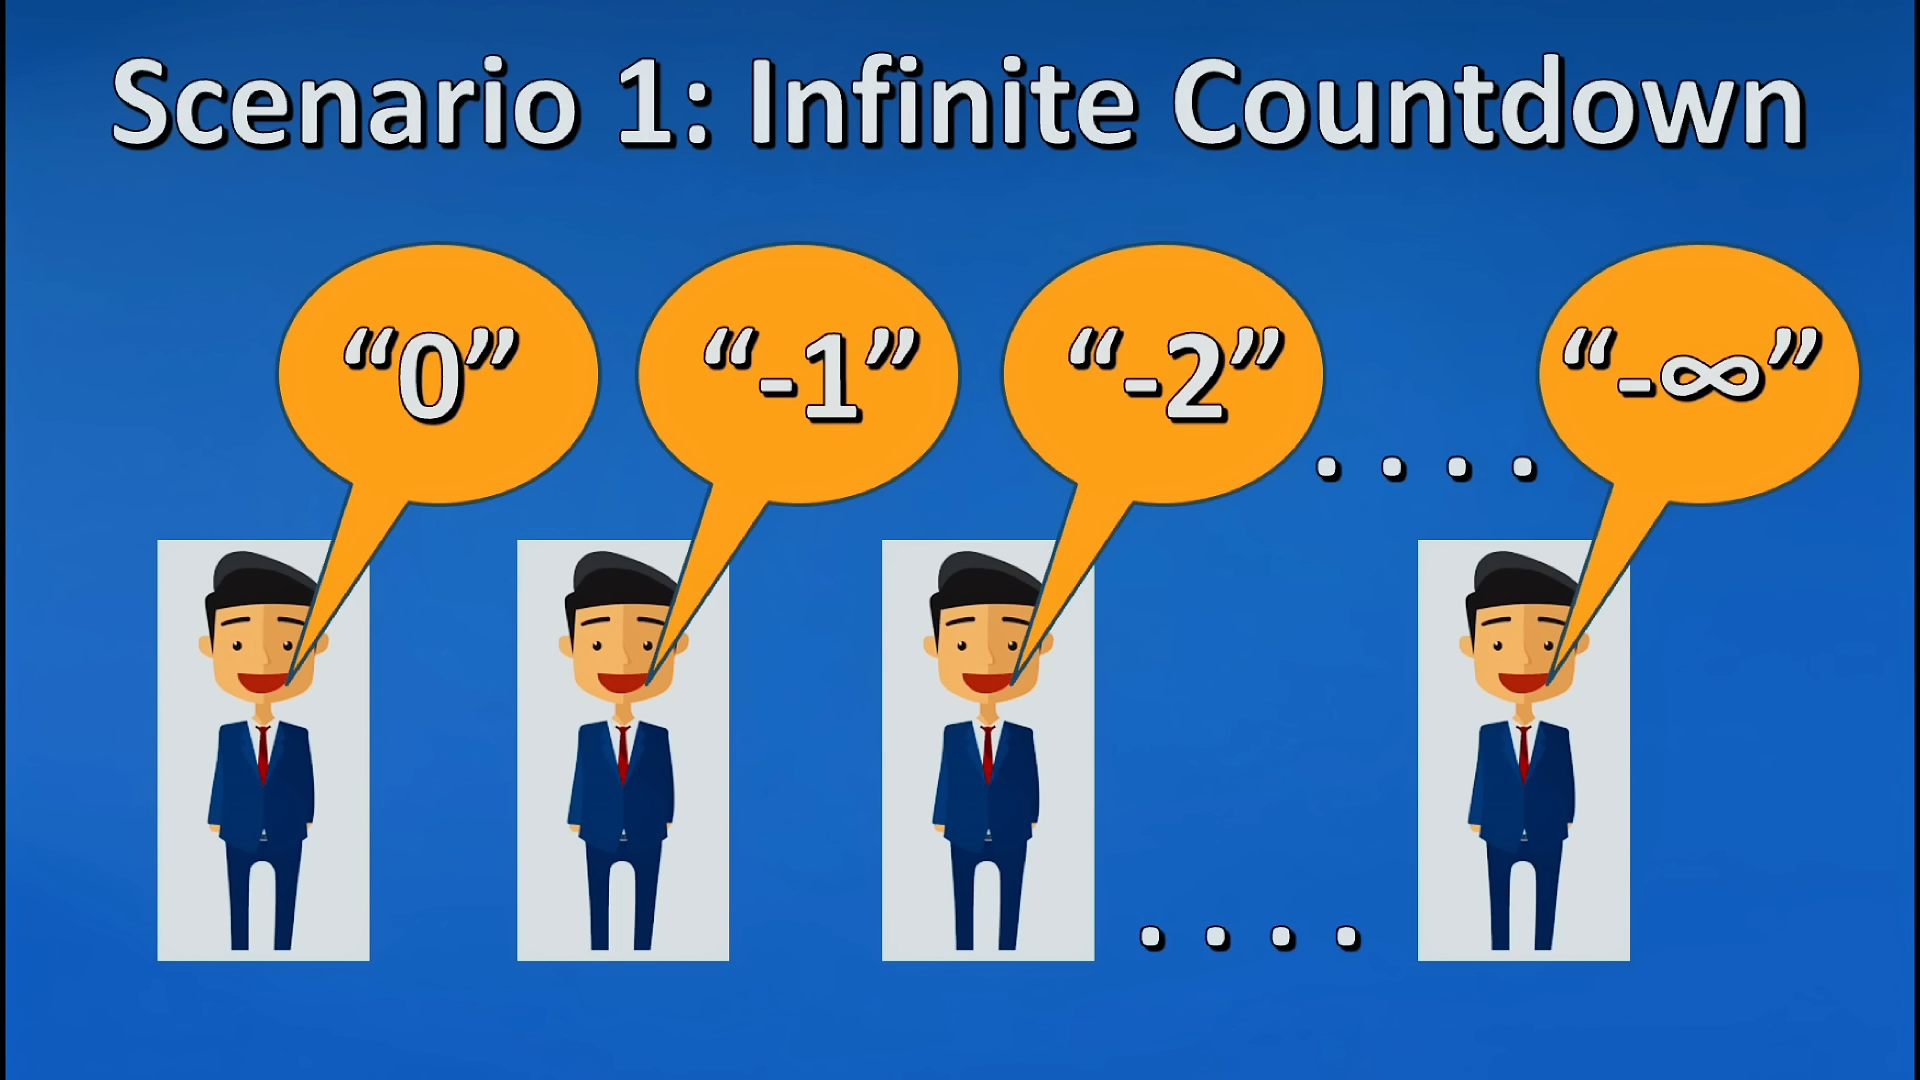 Scenario 1: Infinite Countdown
“0” “-1” “-2” . . . . “-∞”
. . . .